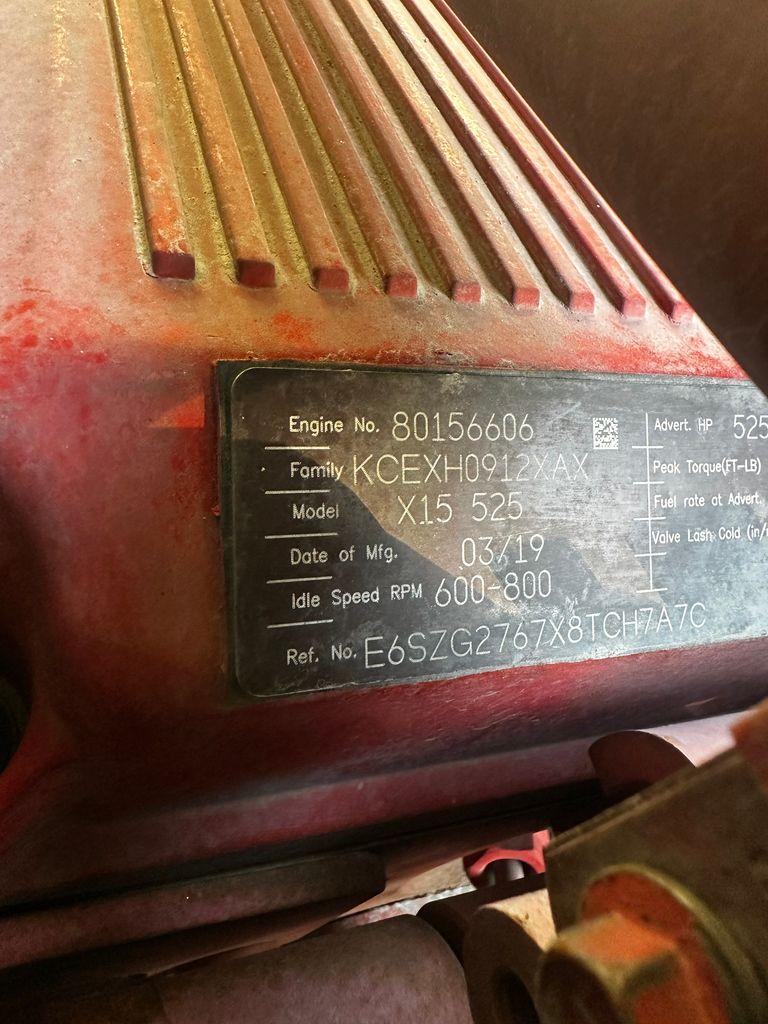 Engine No. 80156606
Family KCEXH0912XAX
Model X15 525
Date of Mfg. 03/19
Idle Speed RPM 600-800
Ref. No. E6SZG2767X8TCH7A7C
Advert. HP 525
Peak Torque(FT-LB)
Fuel rate at Advert.
Valve Lash Cold